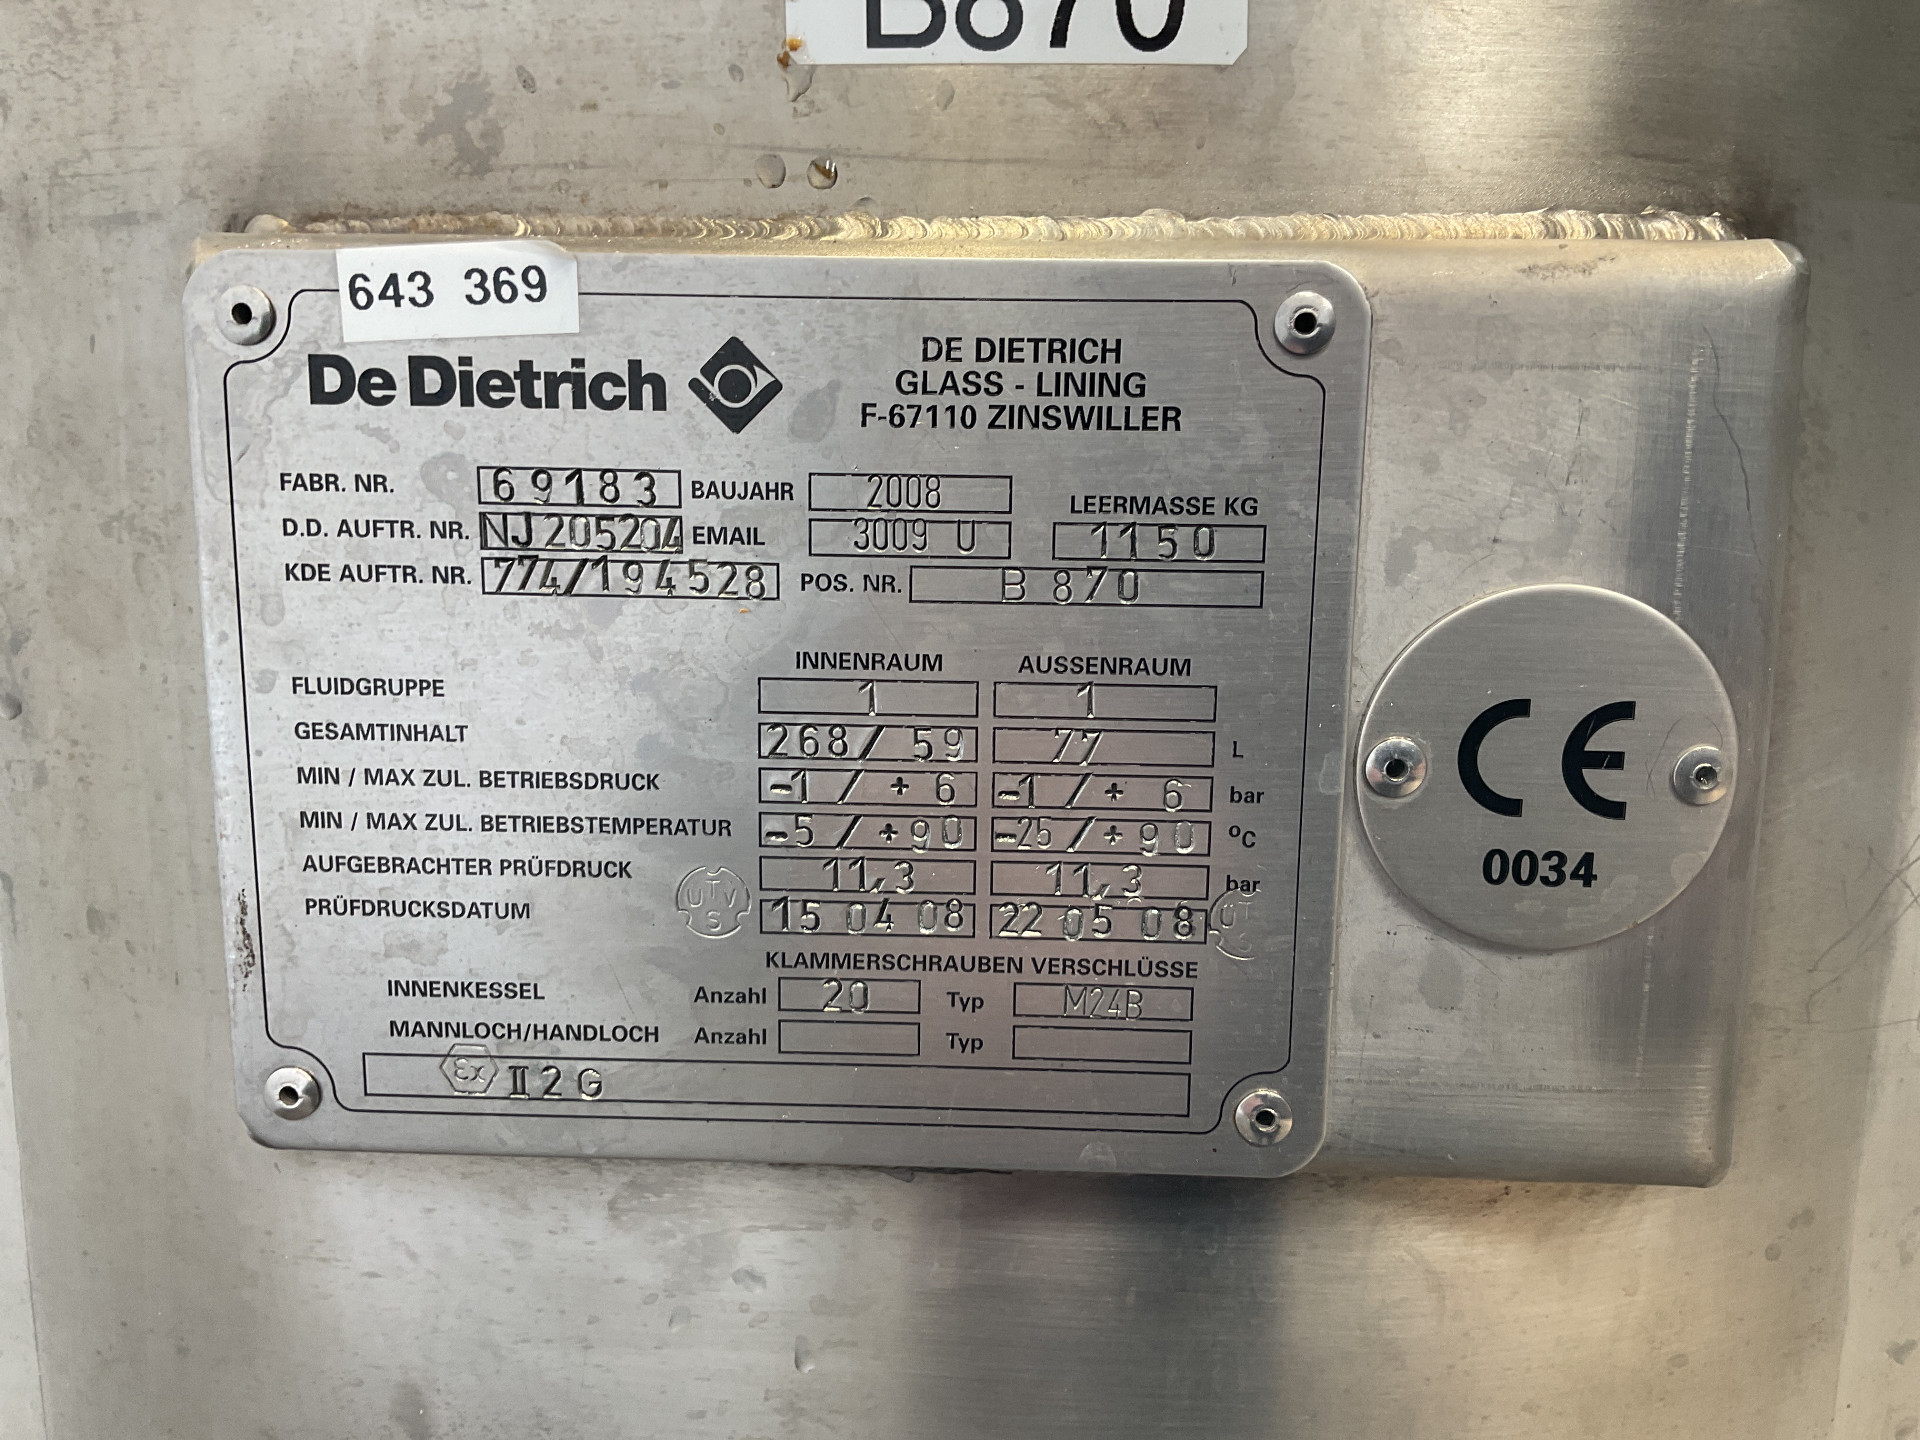 B870
643 369
De Dietrich
DE DIETRICH
GLASS - LINING
F-67110 ZINSWILLER
FABR. NR. 69183 BAUJAHR 2008 LEERMASSE KG
D.D. AUFTR. NR. NJ205204 EMAIL 3009 U 1150
KDE AUFTR. NR. 774/194528 POS. NR. B 870
INNENRAUM AUSSENRAUM
FLUIDGRUPPE 1 1
GESAMTINHALT 268/ 59 77 L
MIN / MAX ZUL. BETRIEBSDRUCK -1 / + 6 -1 / + 6 bar
MIN / MAX ZUL. BETRIEBSTEMPERATUR -5 / +90 -25 / +90 °C
AUFGEBRACHTER PRÜFDRUCK 11,3 11,3 bar
PRÜFDRUCKSDATUM 15 04 08 22 05 08
KLAMMERSCHRAUBEN VERSCHLÜSSE
INNENKESSEL Anzahl 20 Typ M24B
MANNLOCH/HANDLOCH Anzahl Typ
Ex II 2 G
CE
0034